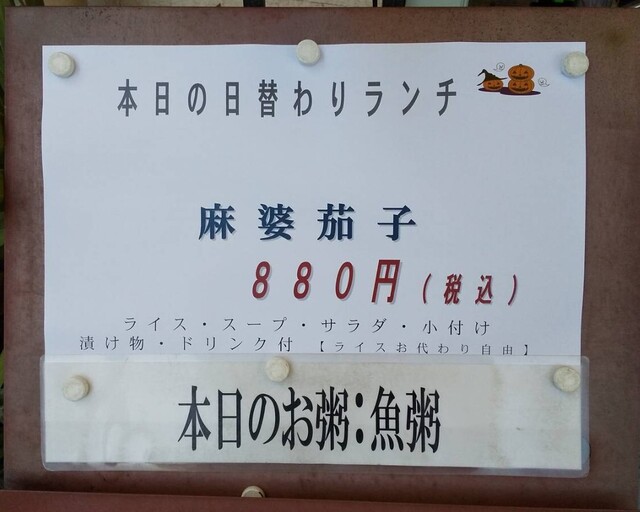 本日の日替わりランチ
麻婆茄子
８８０円(税込)
ライス・スープ・サラダ・小付け
漬け物・ドリンク付【ライスお代わり自由】
本日のお粥：魚粥